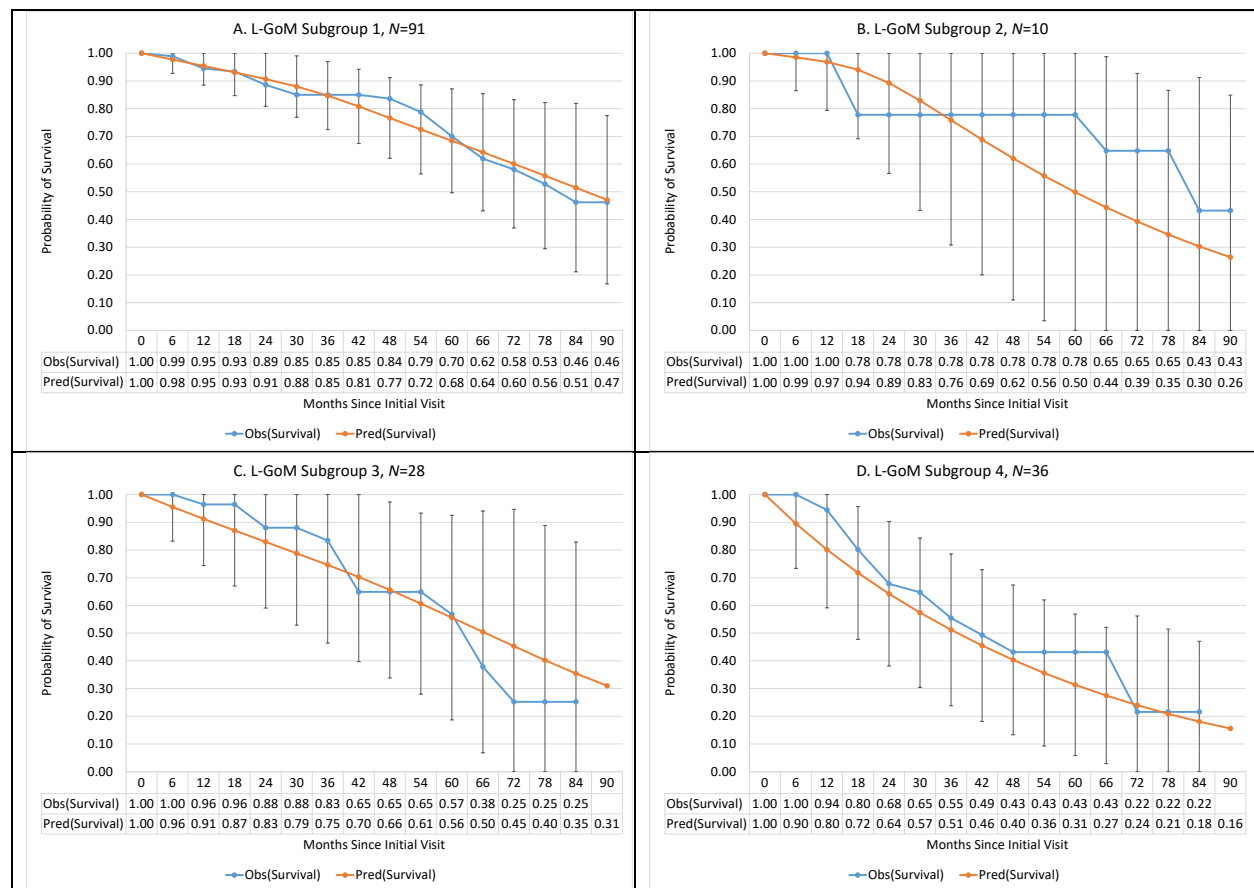 A. L-GoM Subgroup 1, N=91
Probability of Survival
1.00
0.90
0.80
0.70
0.60
0.50
0.40
0.30
0.20
0.10
0.00
0 6 12 18 24 30 36 42 48 54 60 66 72 78 84 90
Obs(Survival) 1.00 0.99 0.95 0.93 0.89 0.85 0.85 0.85 0.84 0.79 0.70 0.62 0.58 0.53 0.46 0.46
Pred(Survival) 1.00 0.98 0.95 0.93 0.91 0.88 0.85 0.81 0.77 0.72 0.68 0.64 0.60 0.56 0.51 0.47
Months Since Initial Visit
Obs(Survival) Pred(Survival)
B. L-GoM Subgroup 2, N=10
Probability of Survival
1.00
0.90
0.80
0.70
0.60
0.50
0.40
0.30
0.20
0.10
0.00
0 6 12 18 24 30 36 42 48 54 60 66 72 78 84 90
Obs(Survival) 1.00 1.00 1.00 0.78 0.78 0.78 0.78 0.78 0.78 0.78 0.78 0.65 0.65 0.65 0.43 0.43
Pred(Survival) 1.00 0.99 0.97 0.94 0.89 0.83 0.76 0.69 0.62 0.56 0.50 0.44 0.39 0.35 0.30 0.26
Months Since Initial Visit
Obs(Survival) Pred(Survival)
C. L-GoM Subgroup 3, N=28
Probability of Survival
1.00
0.90
0.80
0.70
0.60
0.50
0.40
0.30
0.20
0.10
0.00
0 6 12 18 24 30 36 42 48 54 60 66 72 78 84 90
Obs(Survival) 1.00 1.00 0.96 0.96 0.88 0.88 0.83 0.65 0.65 0.65 0.57 0.38 0.25 0.25 0.25
Pred(Survival) 1.00 0.96 0.91 0.87 0.83 0.79 0.75 0.70 0.66 0.61 0.56 0.50 0.45 0.40 0.35 0.31
Months Since Initial Visit
Obs(Survival) Pred(Survival)
D. L-GoM Subgroup 4, N=36
Probability of Survival
1.00
0.90
0.80
0.70
0.60
0.50
0.40
0.30
0.20
0.10
0.00
0 6 12 18 24 30 36 42 48 54 60 66 72 78 84 90
Obs(Survival) 1.00 1.00 0.94 0.80 0.68 0.65 0.55 0.49 0.43 0.43 0.43 0.43 0.22 0.22 0.22
Pred(Survival) 1.00 0.90 0.80 0.72 0.64 0.57 0.51 0.46 0.40 0.36 0.31 0.27 0.24 0.21 0.18 0.16
Months Since Initial Visit
Obs(Survival) Pred(Survival)